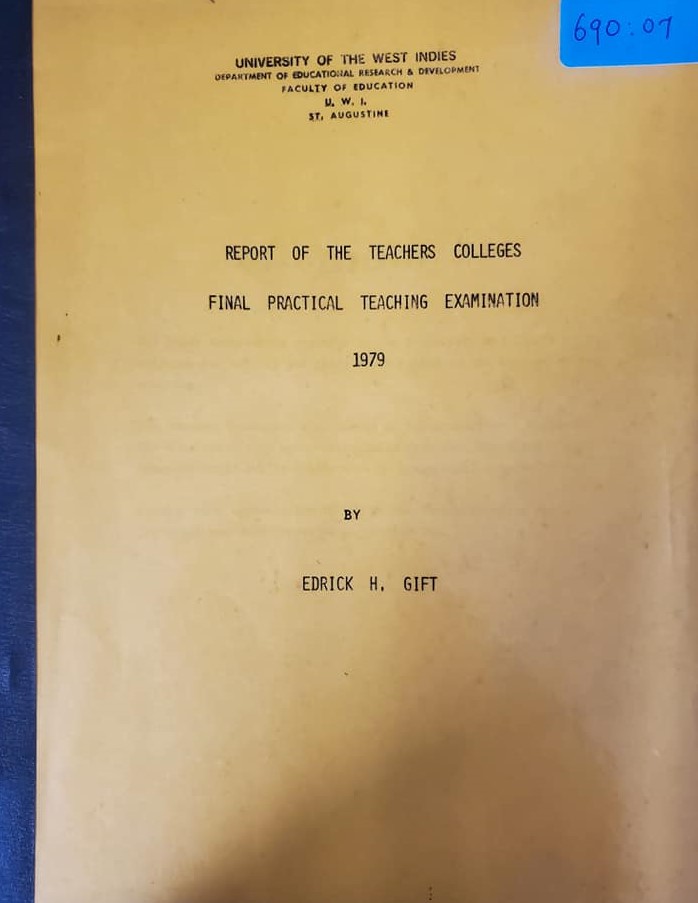 690:07
UNIVERSITY OF THE WEST INDIES
DEPARTMENT OF EDUCATIONAL RESEARCH & DEVELOPMENT
FACULTY OF EDUCATION
U. W. I.
ST. AUGUSTINE
REPORT OF THE TEACHERS COLLEGES
FINAL PRACTICAL TEACHING EXAMINATION
1979
BY
EDRICK H. GIFT